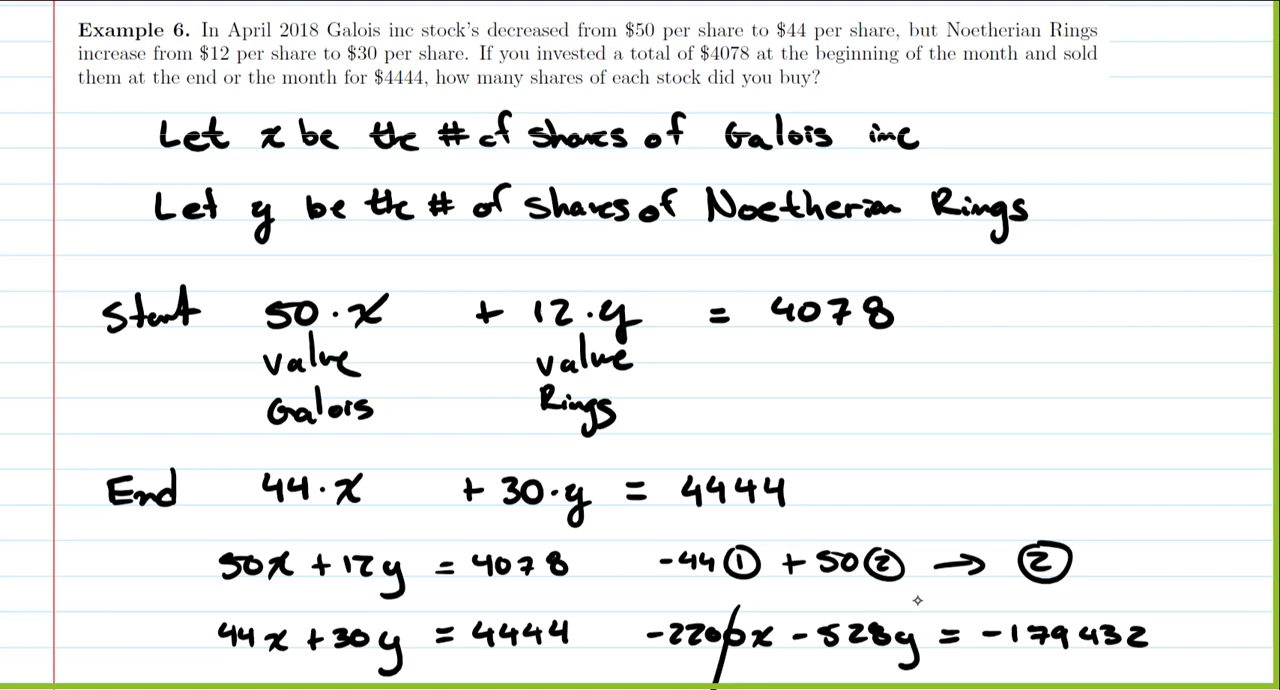 Example 6. In April 2018 Galois inc stock's decreased from $50 per share to $44 per share, but Noetherian Rings
increase from $12 per share to $30 per share. If you invested a total of $4078 at the beginning of the month and sold
them at the end or the month for $4444, how many shares of each stock did you buy?
Let x be the # of shares of Galois inc
Let y be the # of shares of Noetherian Rings
Start 50·x + 12·y = 4078
value value
Galois Rings
End 44·x + 30·y = 4444
50x + 12y = 4078 -44① + 50② → ②
44x + 30y = 4444 -2200x - 528y = -179432